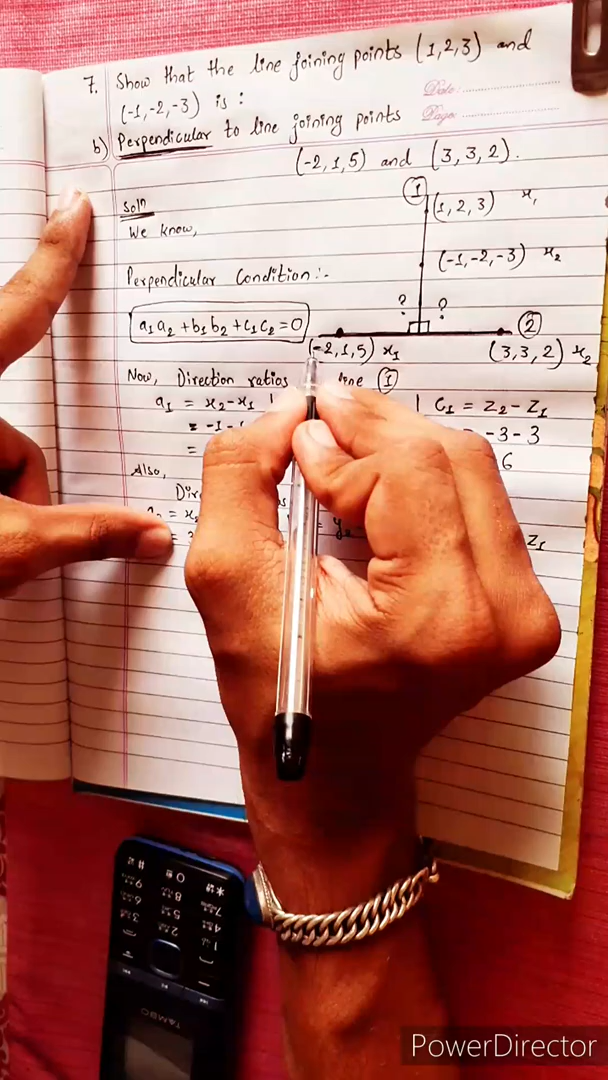 7. Show that the line joining points (1,2,3) and
(-1,-2,-3) is :
Date:
Page:
b) Perpendicular to line joining points
(-2,1,5) and (3,3,2).
Soln
We know,
① (1,2,3) x₁
(-1,-2,-3) x₂
Perpendicular Condition:-
a₁a₂ + b₁b₂ + c₁c₂ = 0
? ?
②
(-2,1,5) x₁ (3,3,2) x₂
Now, Direction ratios line ①
a₁ = x₂-x₁ | | C₁ = Z₂-Z₁
= -1- -3-3
= 6
Also,
= y₂-
Z₁
TAMBO
PowerDirector